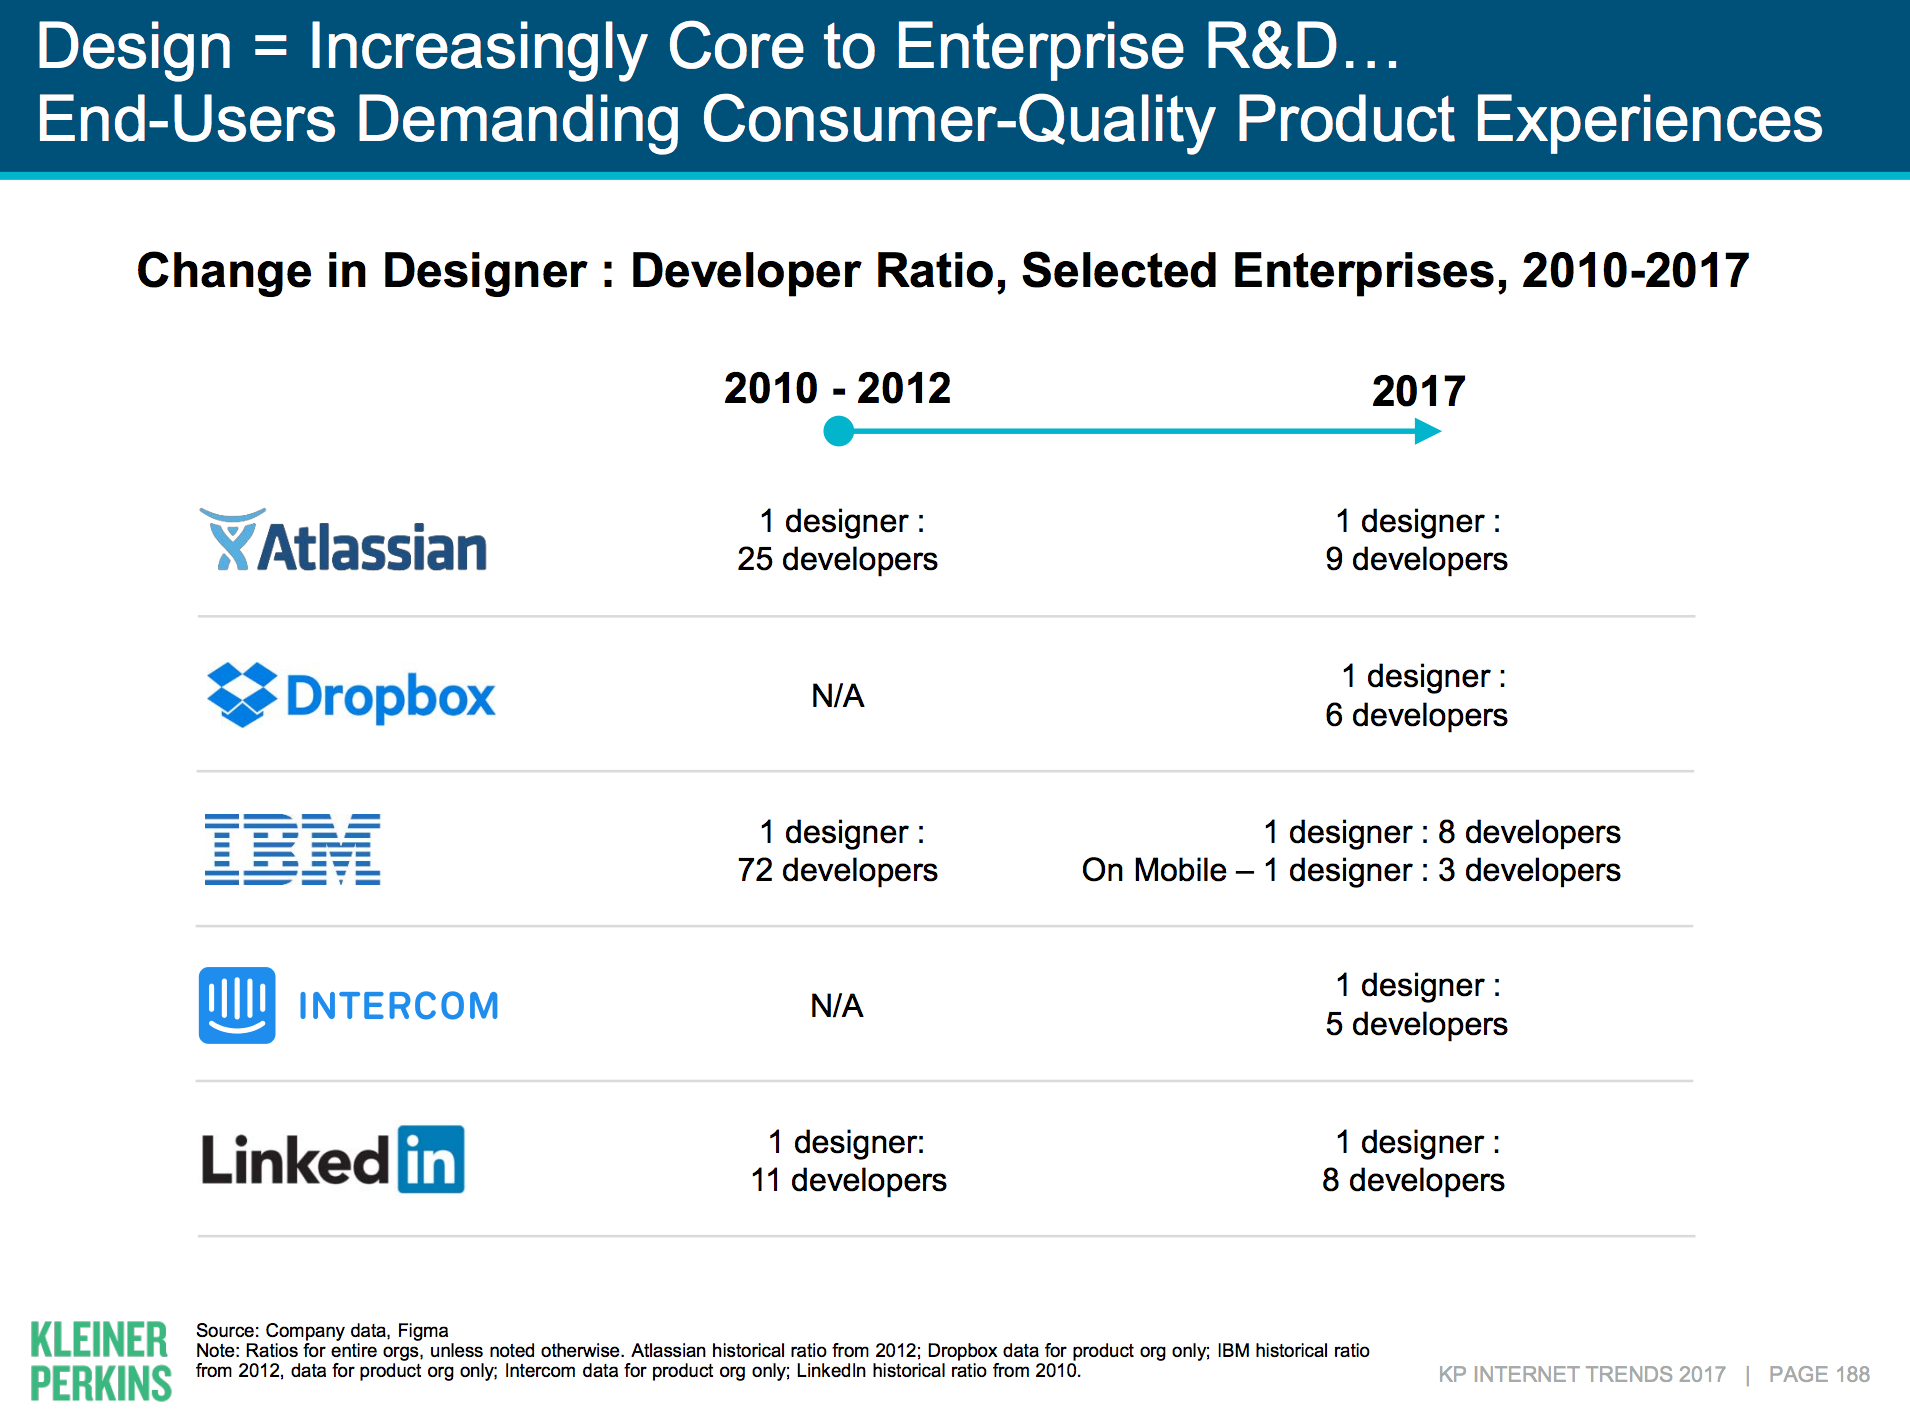 Design = Increasingly Core to Enterprise R&D…
End-Users Demanding Consumer-Quality Product Experiences
Change in Designer : Developer Ratio, Selected Enterprises, 2010-2017
2010 - 2012
2017
Atlassian
1 designer :
25 developers
1 designer :
9 developers
Dropbox
N/A
1 designer :
6 developers
IBM
1 designer :
72 developers
1 designer : 8 developers
On Mobile – 1 designer : 3 developers
INTERCOM
N/A
1 designer :
5 developers
Linked in
1 designer:
11 developers
1 designer :
8 developers
KLEINER
PERKINS
Source: Company data, Figma
Note: Ratios for entire orgs, unless noted otherwise. Atlassian historical ratio from 2012; Dropbox data for product org only; IBM historical ratio
from 2012, data for product org only; Intercom data for product org only; LinkedIn historical ratio from 2010.
KP INTERNET TRENDS 2017 | PAGE 188